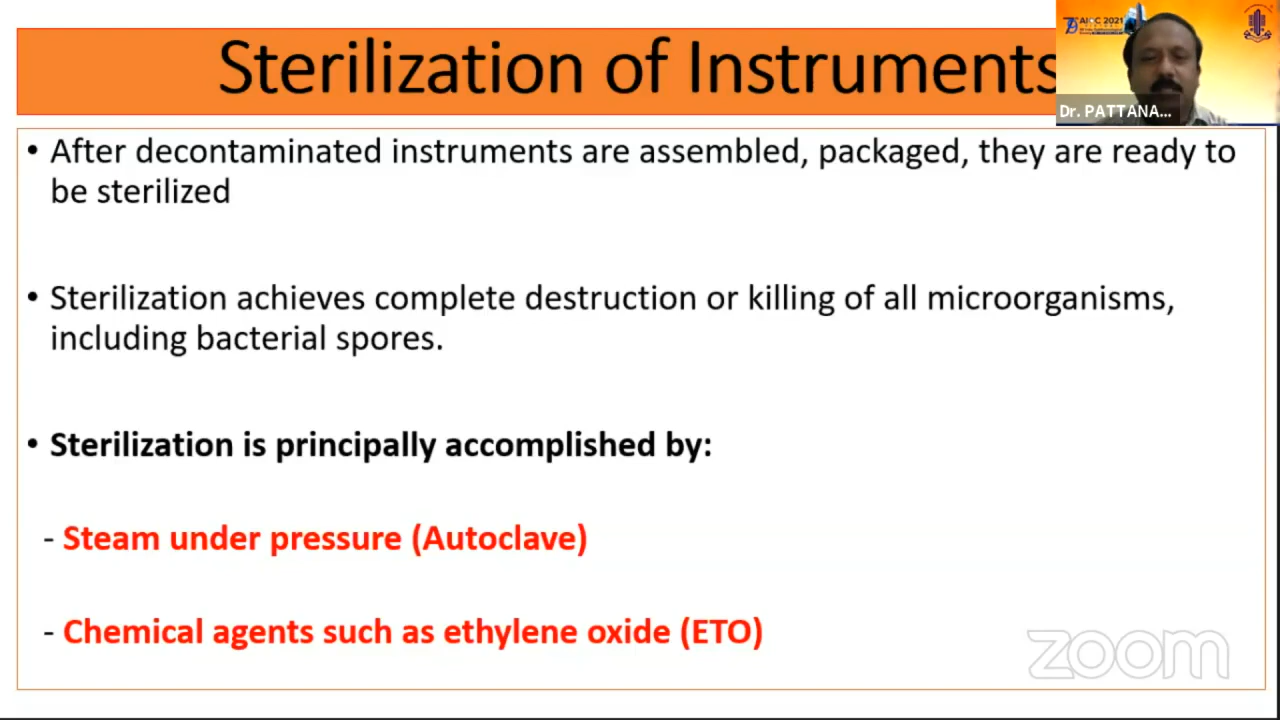 Sterilization of Instruments
AIOC 2021
Dr. PATTANA...
• After decontaminated instruments are assembled, packaged, they are ready to
be sterilized
• Sterilization achieves complete destruction or killing of all microorganisms,
including bacterial spores.
• Sterilization is principally accomplished by:
- Steam under pressure (Autoclave)
- Chemical agents such as ethylene oxide (ETO)
zoom